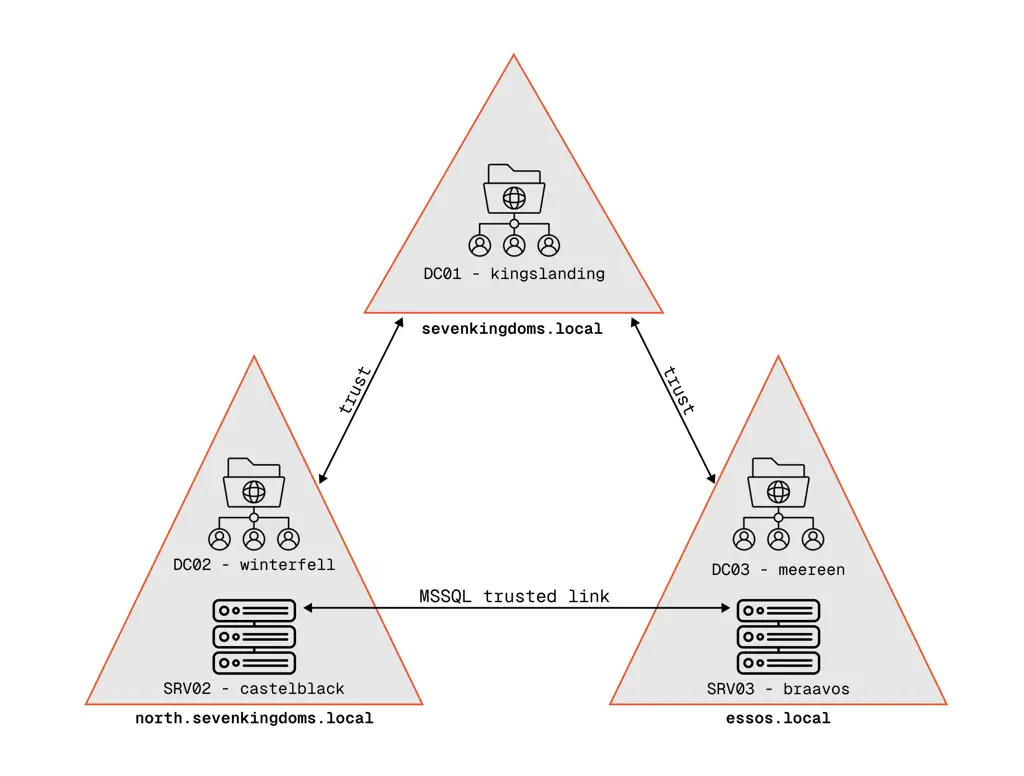 DC01 - kingslanding
sevenkingdoms.local
trust
trust
DC02 - winterfell
DC03 - meereen
MSSQL trusted link
SRV02 - castelblack
SRV03 - braavos
north.sevenkingdoms.local
essos.local